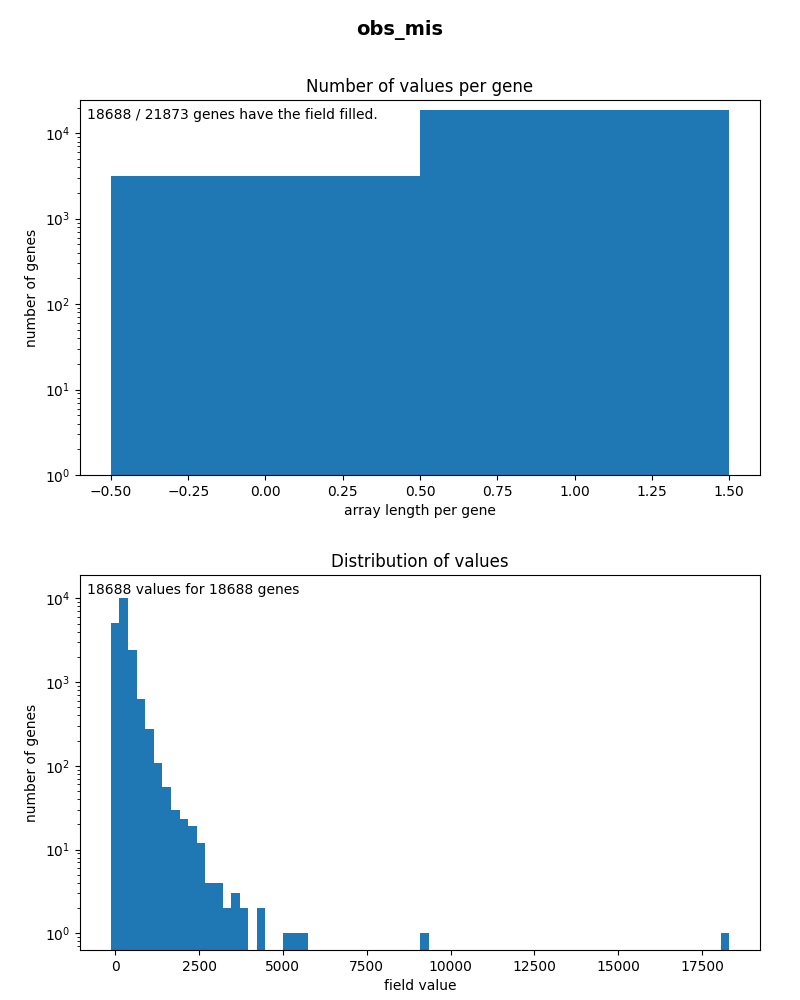 obs_mis
Number of values per gene
18688 / 21873 genes have the field filled.
number of genes
10⁴
10³
10²
10¹
10⁰
−0.50 −0.25 0.00 0.25 0.50 0.75 1.00 1.25 1.50
array length per gene
Distribution of values
18688 values for 18688 genes
number of genes
10⁴
10³
10²
10¹
10⁰
0 2500 5000 7500 10000 12500 15000 17500
field value